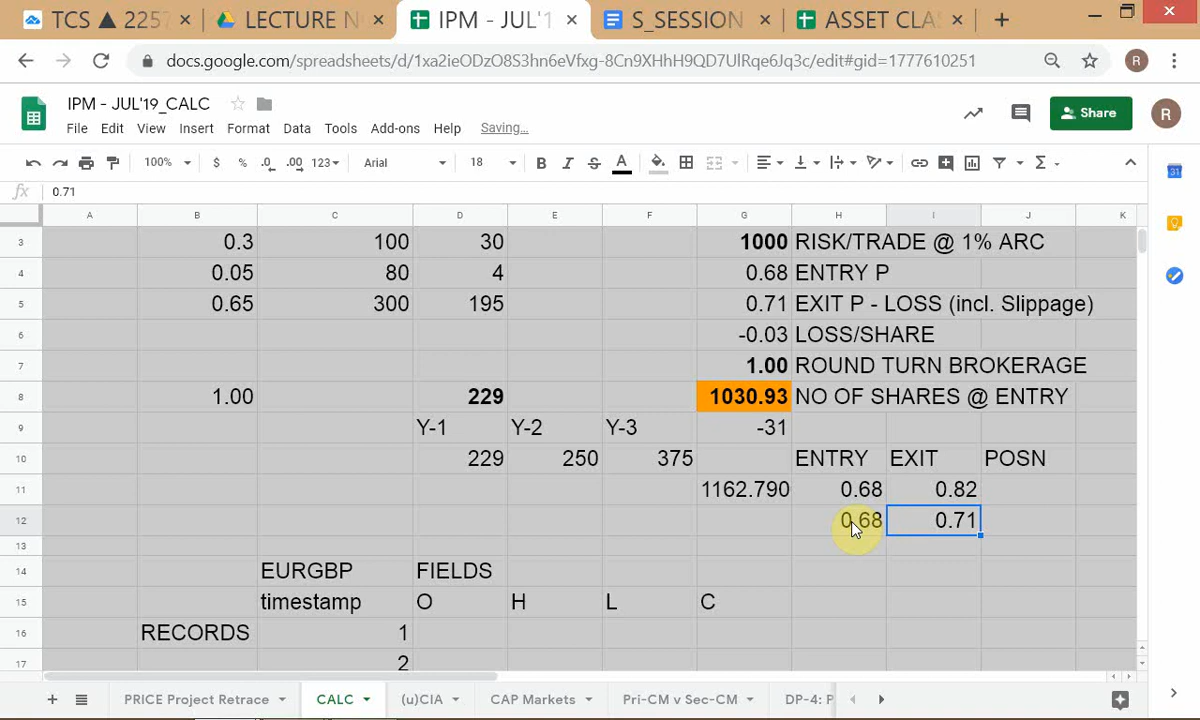 TCS ▲ 2257 × LECTURE N × IPM - JUL'1 × S_SESSION × ASSET CLA × +
docs.google.com/spreadsheets/d/1xa2ieODzO8S3hn6eVfxg-8Cn9XHhH9QD7UlRqe6Jq3c/edit#gid=1777610251 R
IPM - JUL'19_CALC
File Edit View Insert Format Data Tools Add-ons Help Saving... Share R
100% $ % .0 .00 123 Arial 18 B I S A Σ 31
fx 0.71
A B C D E F G H I J K
3 0.3 100 30 1000 RISK/TRADE @ 1% ARC
4 0.05 80 4 0.68 ENTRY P
5 0.65 300 195 0.71 EXIT P - LOSS (incl. Slippage)
6 -0.03 LOSS/SHARE
7 1.00 ROUND TURN BROKERAGE
8 1.00 229 1030.93 NO OF SHARES @ ENTRY
9 Y-1 Y-2 Y-3 -31
10 229 250 375 ENTRY EXIT POSN
11 1162.790 0.68 0.82
12 0.68 0.71
13
14 EURGBP FIELDS
15 timestamp O H L C
16 RECORDS 1
17 2
+ PRICE Project Retrace CALC (u)CIA CAP Markets Pri-CM v Sec-CM DP-4: P